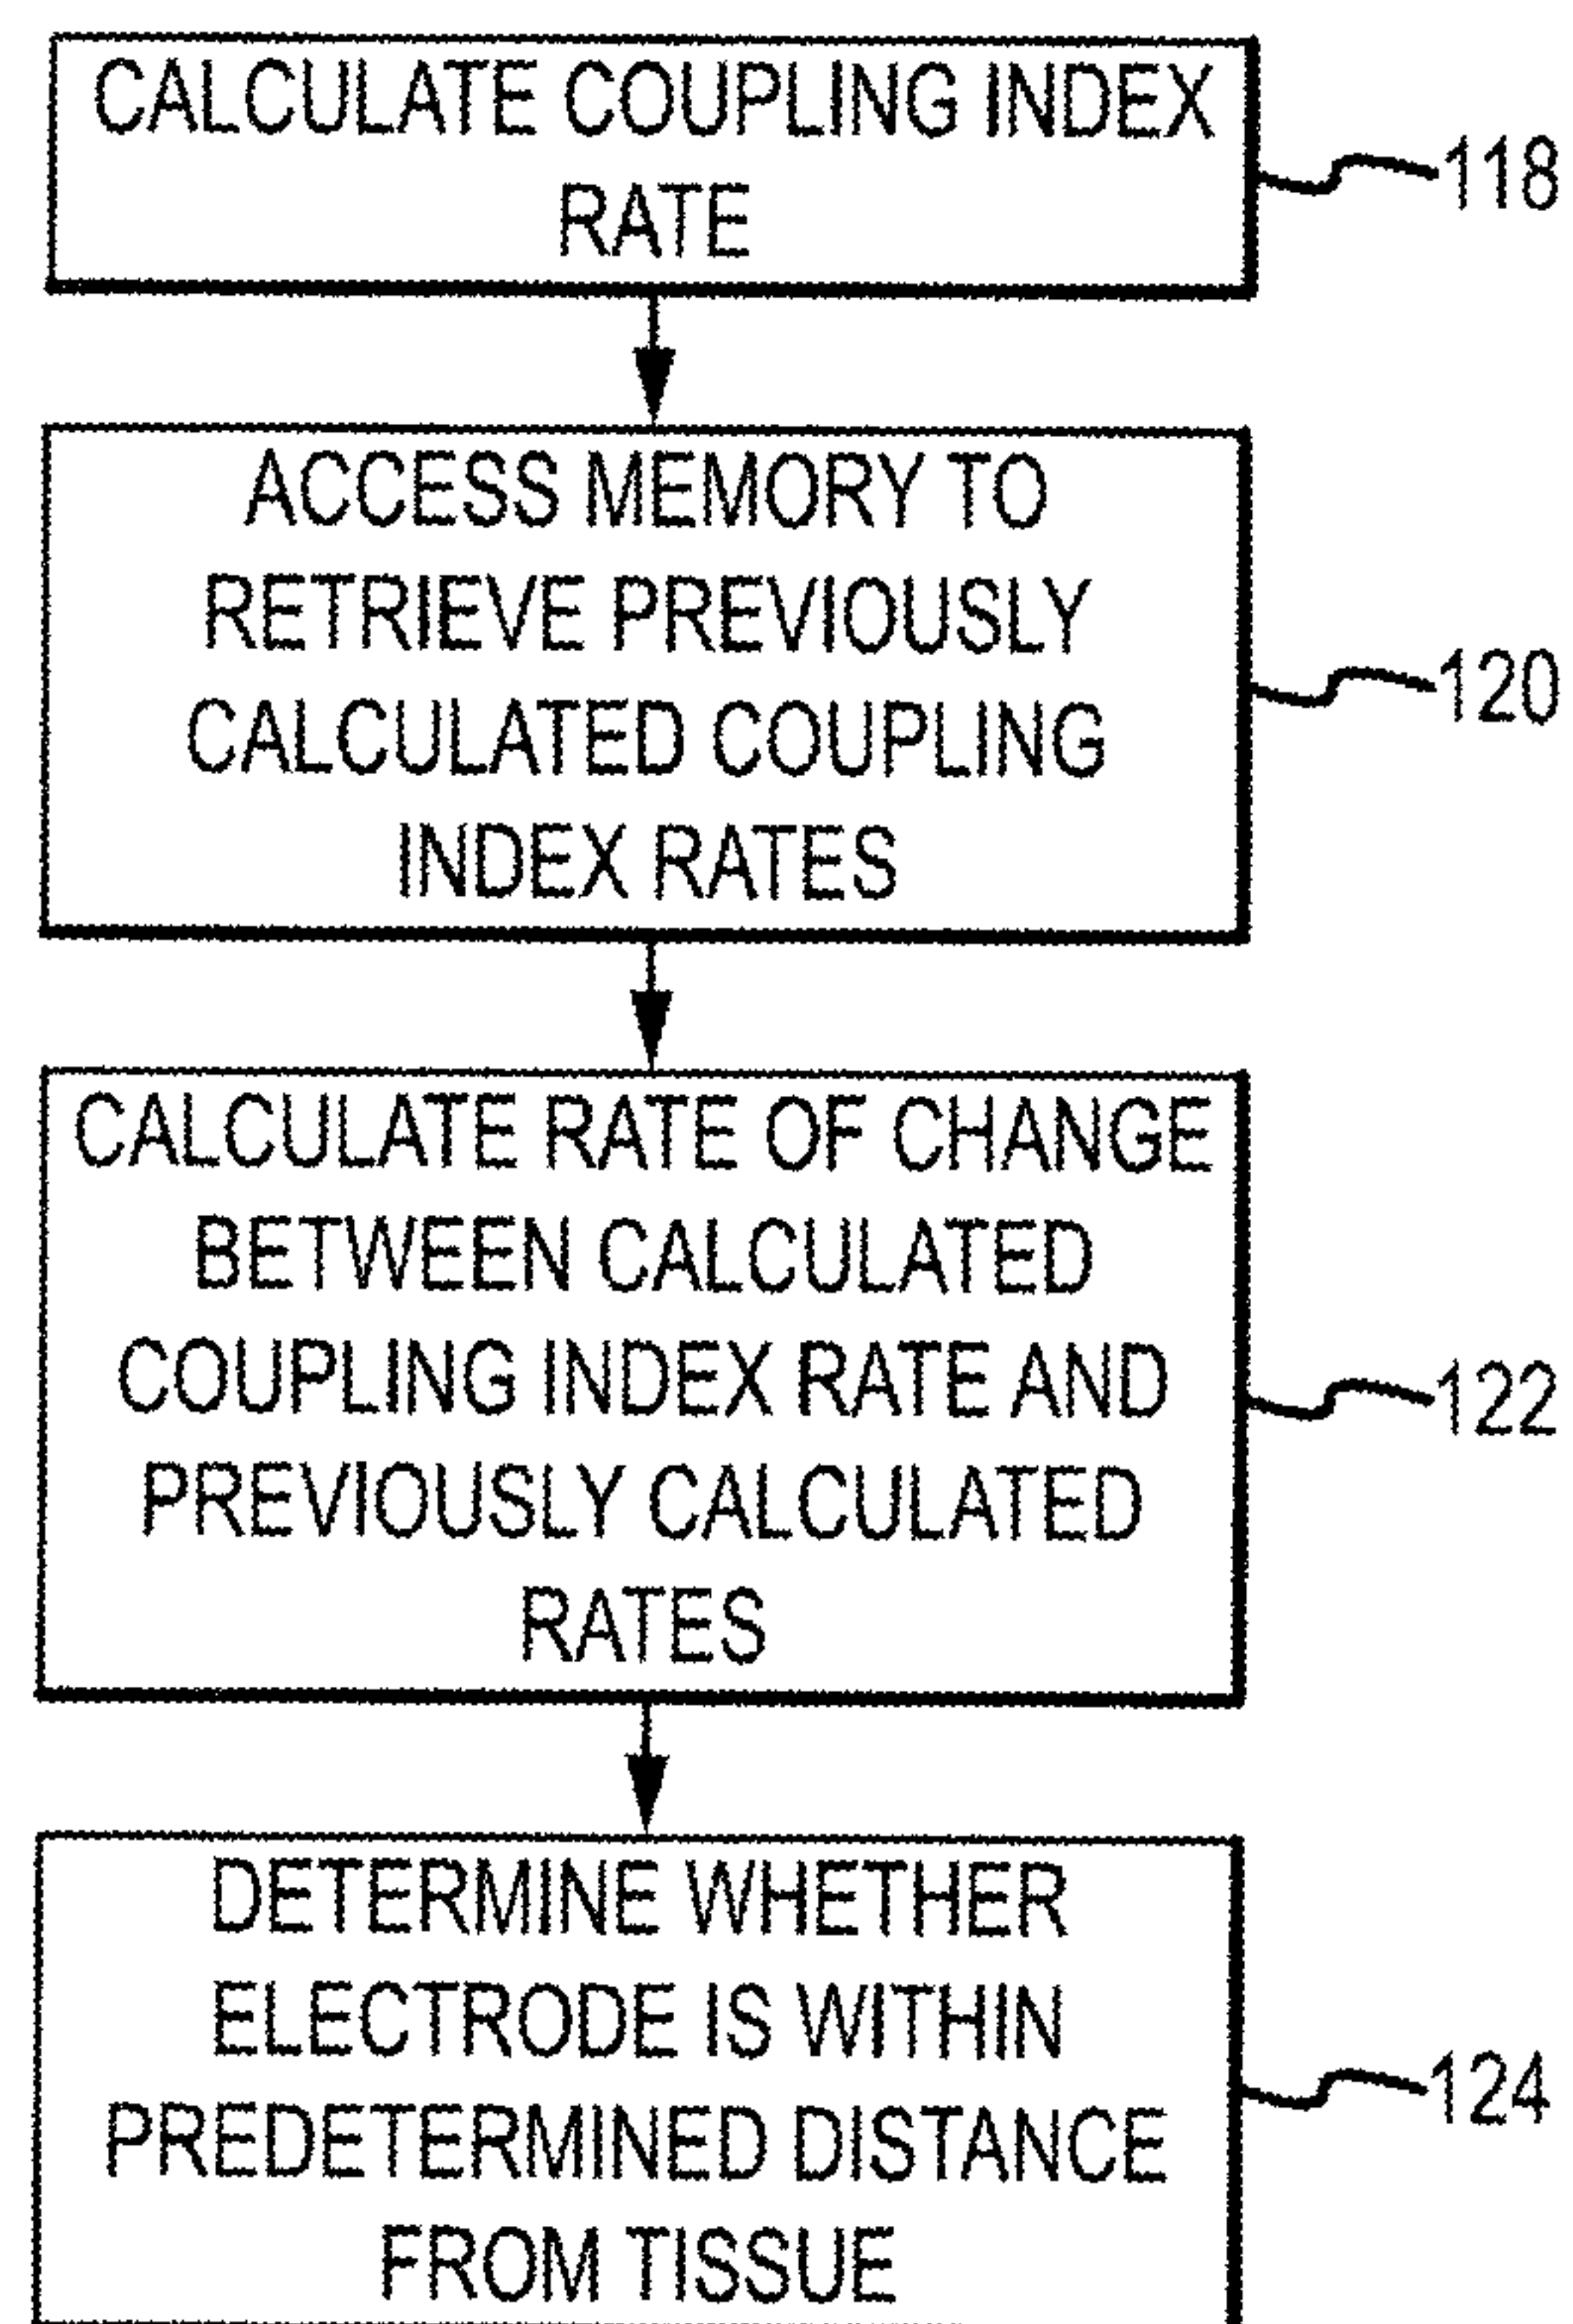 CALCULATE COUPLING INDEX
RATE
118
ACCESS MEMORY TO
RETRIEVE PREVIOUSLY
CALCULATED COUPLING
INDEX RATES
120
CALCULATE RATE OF CHANGE
BETWEEN CALCULATED
COUPLING INDEX RATE AND
PREVIOUSLY CALCULATED
RATES
122
DETERMINE WHETHER
ELECTRODE IS WITHIN
PREDETERMINED DISTANCE
FROM TISSUE
124